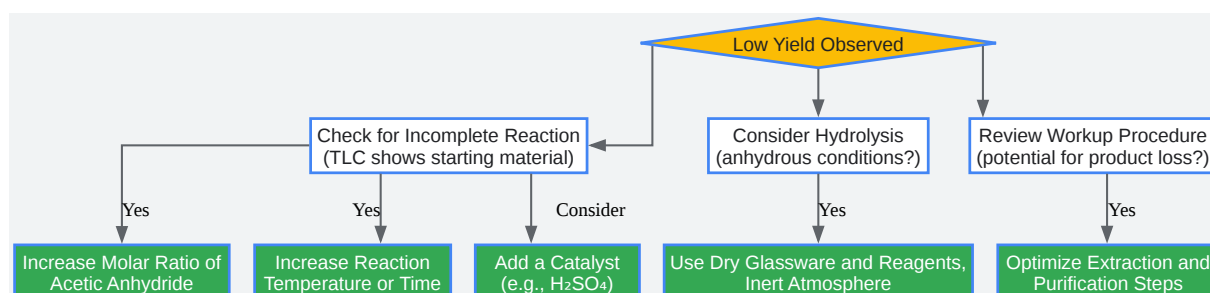 Low Yield Observed
Check for Incomplete Reaction
(TLC shows starting material)
Consider Hydrolysis
(anhydrous conditions?)
Review Workup Procedure
(potential for product loss?)
Yes
Yes
Consider
Yes
Yes
Increase Molar Ratio of
Acetic Anhydride
Increase Reaction
Temperature or Time
Add a Catalyst
(e.g., H₂SO₄)
Use Dry Glassware and Reagents,
Inert Atmosphere
Optimize Extraction and
Purification Steps